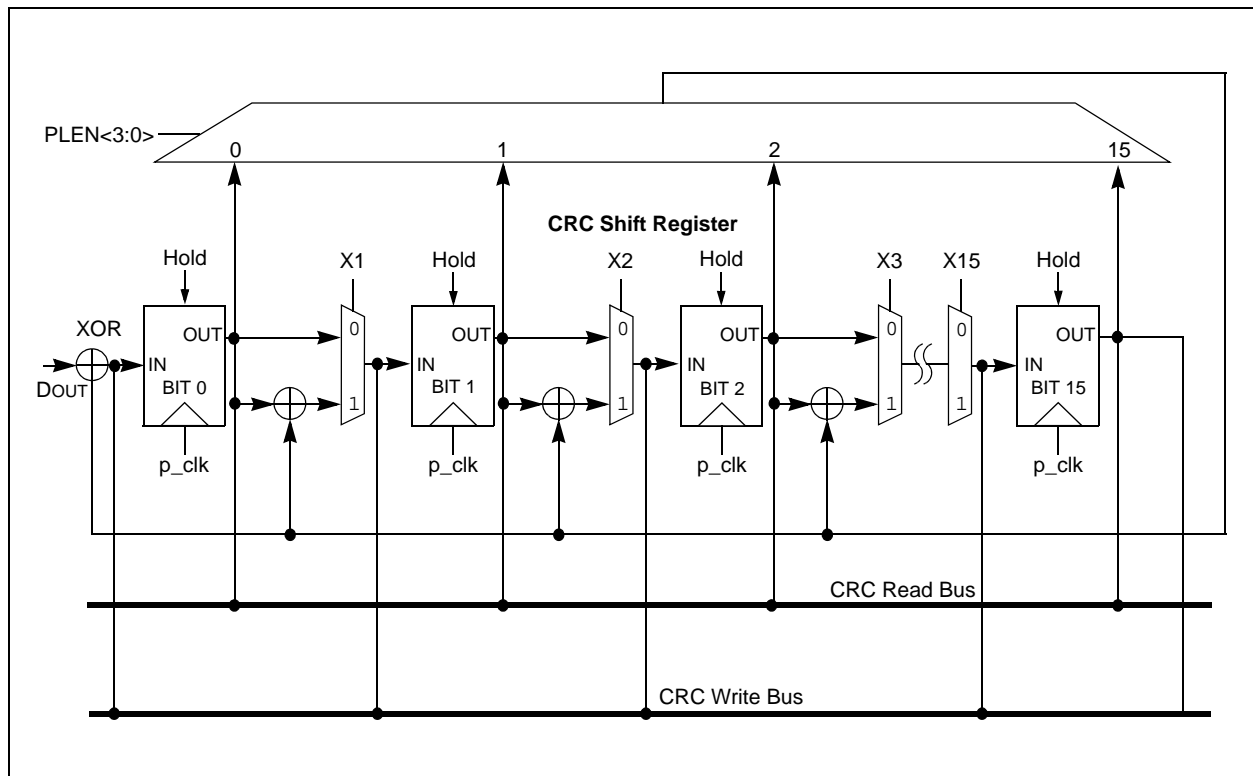 PLEN<3:0>
0 1 2 15
CRC Shift Register
Hold X1 Hold X2 Hold X3 X15 Hold
XOR
OUT 0 OUT 0 OUT 0 0 OUT
IN IN IN IN
DOUT
BIT 0 1 BIT 1 1 BIT 2 1 1 BIT 15
p_clk p_clk p_clk p_clk
CRC Read Bus
CRC Write Bus